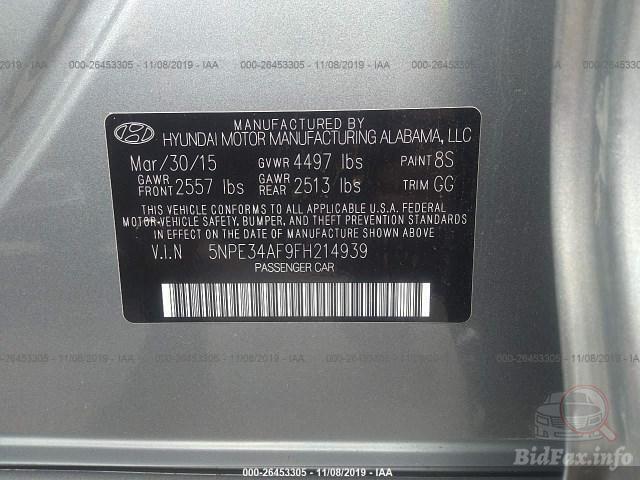 000-26453305 - 11/08/2019 - IAA 000-26453305 - 11/08/2019 - IAA 000-26453305 - 11/08/2019 - IAA
MANUFACTURED BY
HYUNDAI MOTOR MANUFACTURING ALABAMA, LLC
Mar/30/15 GVWR 4497 lbs PAINT 8S
GAWR FRONT 2557 lbs GAWR REAR 2513 lbs TRIM GG
THIS VEHICLE CONFORMS TO ALL APPLICABLE U.S.A. FEDERAL
MOTOR-VEHICLE SAFETY, BUMPER, AND THEFT PREVENTION STANDARDS
IN EFFECT ON THE DATE OF MANUFACTURE SHOWN ABOVE
V.I.N 5NPE34AF9FH214939
PASSENGER CAR
000-26453305 - 11/08/2019 - IAA 000-26453305 - 11/08/2019 - IAA 000-26453305 - 11/08/2019 - IAA
BidFax.info
000-26453305 - 11/08/2019 - IAA